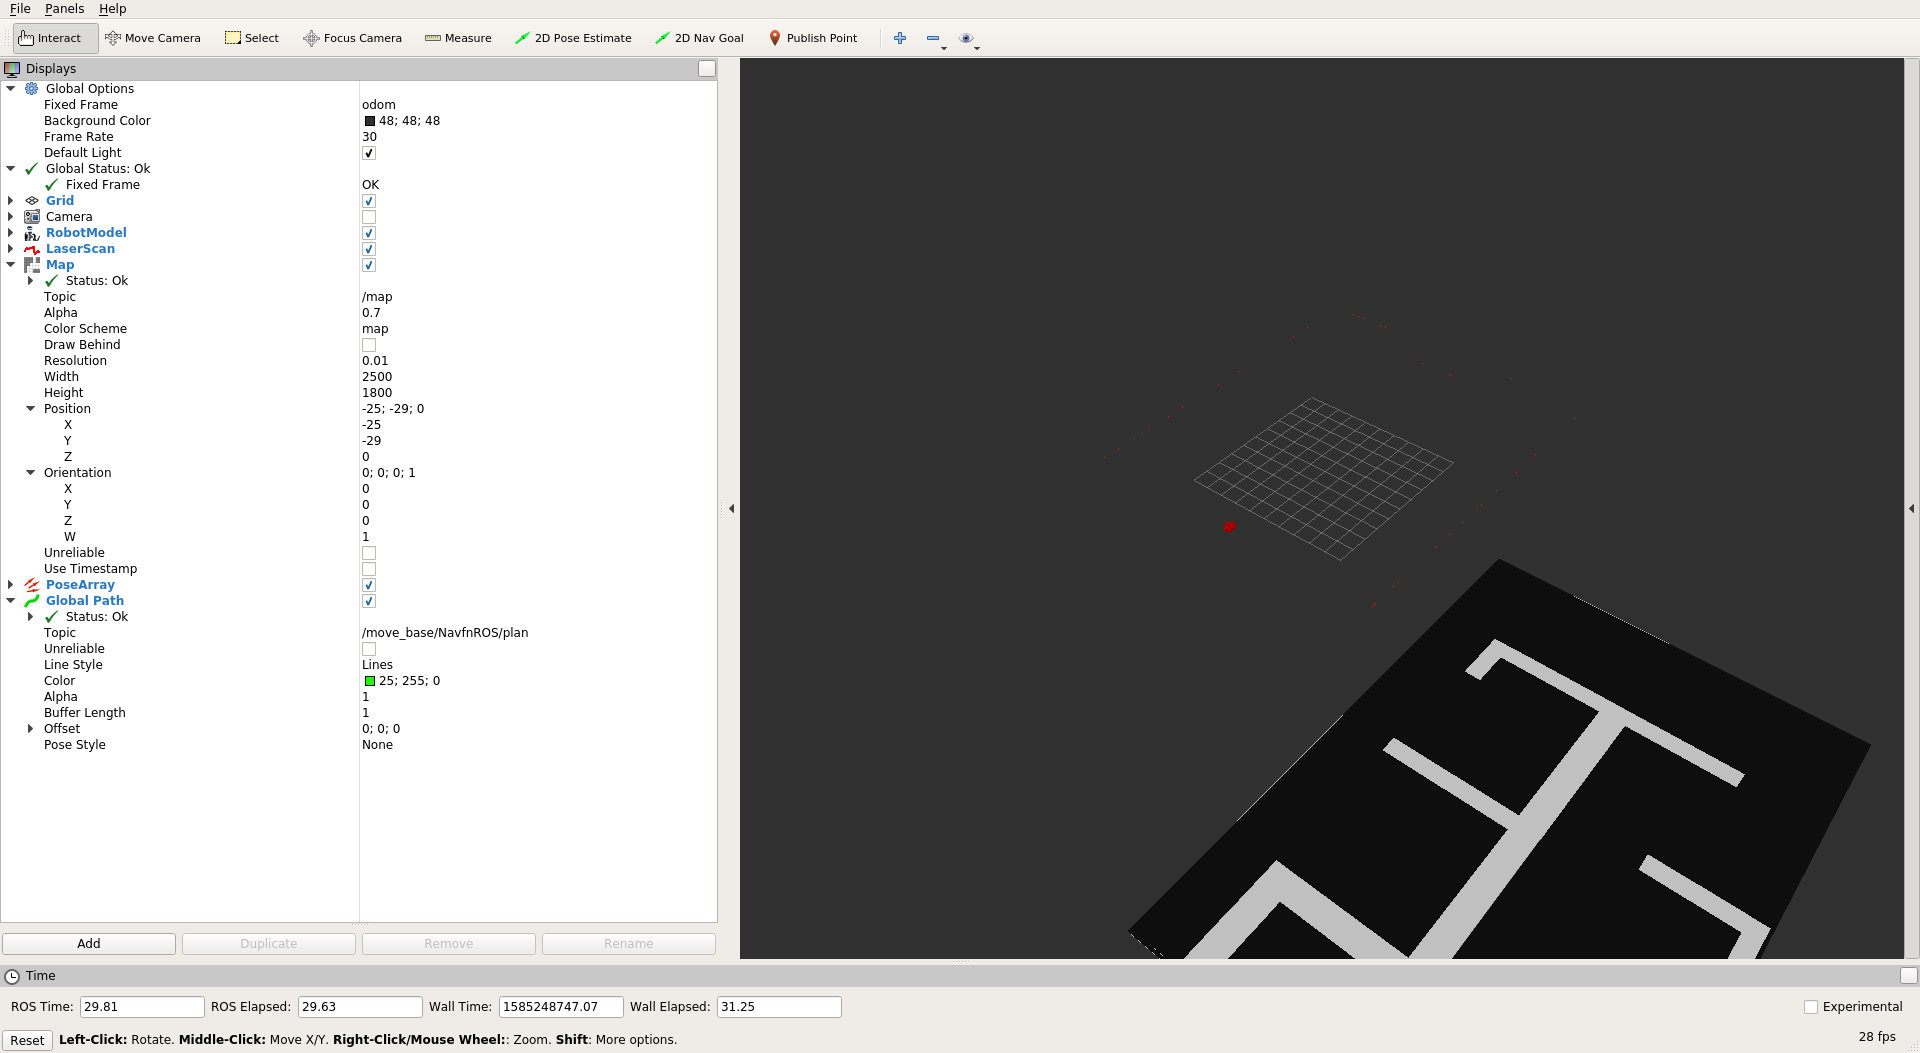 File Panels Help
Interact Move Camera Select Focus Camera Measure 2D Pose Estimate 2D Nav Goal Publish Point
Displays
Global Options
Fixed Frame odom
Background Color 48; 48; 48
Frame Rate 30
Default Light
Global Status: Ok
Fixed Frame OK
Grid
Camera
RobotModel
LaserScan
Map
Status: Ok
Topic /map
Alpha 0.7
Color Scheme map
Draw Behind
Resolution 0.01
Width 2500
Height 1800
Position -25; -29; 0
X -25
Y -29
Z 0
Orientation 0; 0; 0; 1
X 0
Y 0
Z 0
W 1
Unreliable
Use Timestamp
PoseArray
Global Path
Status: Ok
Topic /move_base/NavfnROS/plan
Unreliable
Line Style Lines
Color 25; 255; 0
Alpha 1
Buffer Length 1
Offset 0; 0; 0
Pose Style None
Add Duplicate Remove Rename
Time
ROS Time: 29.81 ROS Elapsed: 29.63 Wall Time: 1585248747.07 Wall Elapsed: 31.25 Experimental
Reset Left-Click: Rotate. Middle-Click: Move X/Y. Right-Click/Mouse Wheel:: Zoom. Shift: More options. 28 fps